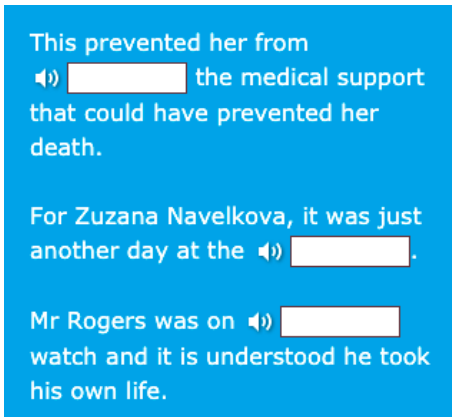 This prevented her from
the medical support
that could have prevented her
death.
For Zuzana Navelkova, it was just
another day at the .
Mr Rogers was on
watch and it is understood he took
his own life.